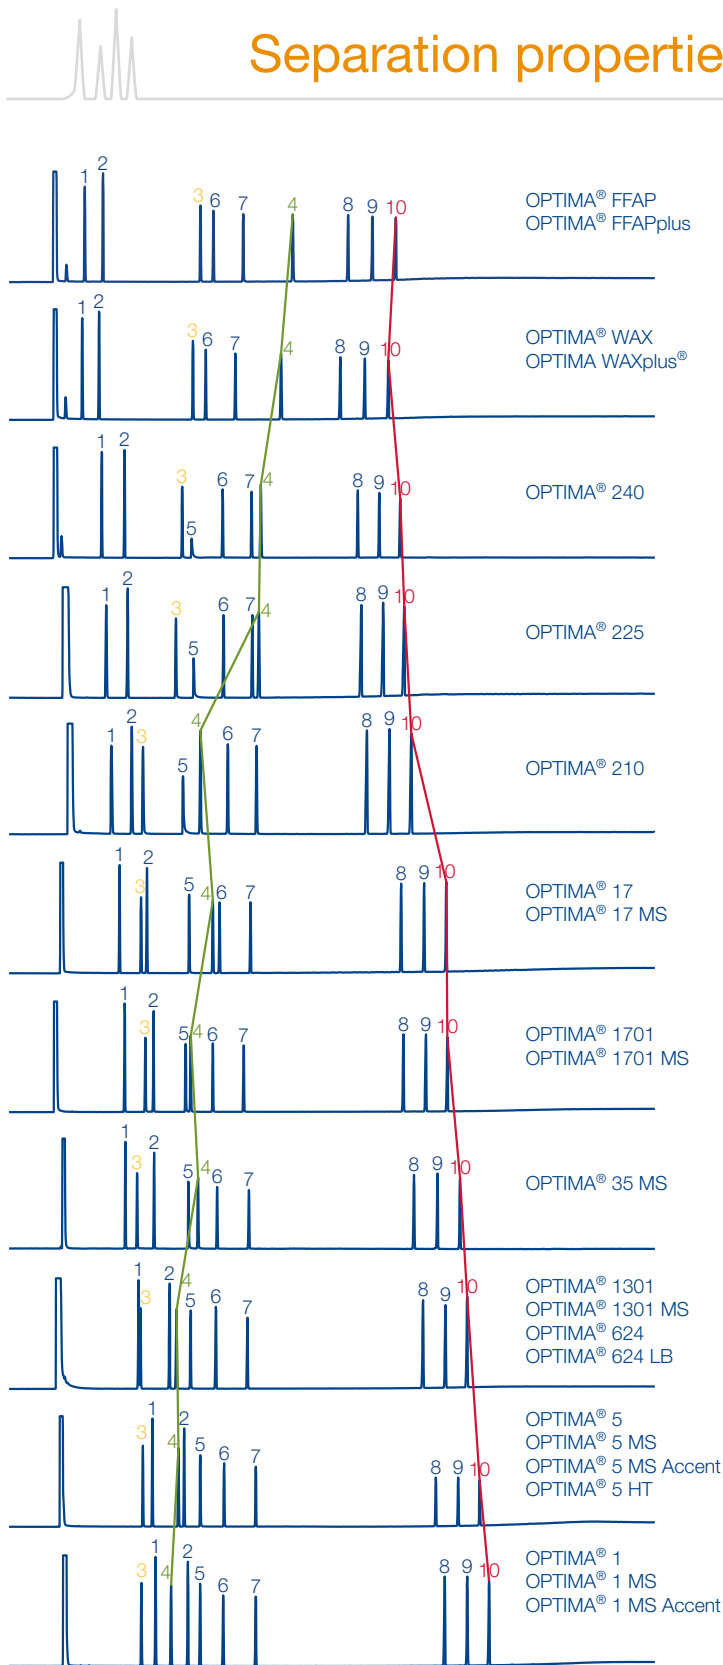 Separation propertie
1 2 3 6 7 4 8 9 10
OPTIMA® FFAP
OPTIMA® FFAPplus
1 2 3 6 7 4 8 9 10
OPTIMA® WAX
OPTIMA WAXplus®
1 2 3 5 6 7 4 8 9 10
OPTIMA® 240
1 2 3 5 6 7 4 8 9 10
OPTIMA® 225
1 2 3 5 4 6 7 8 9 10
OPTIMA® 210
1 3 2 5 4 6 7 8 9 10
OPTIMA® 17
OPTIMA® 17 MS
1 3 2 5 4 6 7 8 9 10
OPTIMA® 1701
OPTIMA® 1701 MS
1 3 2 5 4 6 7 8 9 10
OPTIMA® 35 MS
1 3 2 4 5 6 7 8 9 10
OPTIMA® 1301
OPTIMA® 1301 MS
OPTIMA® 624
OPTIMA® 624 LB
3 1 4 2 5 6 7 8 9 10
OPTIMA® 5
OPTIMA® 5 MS
OPTIMA® 5 MS Accent
OPTIMA® 5 HT
3 1 4 2 5 6 7 8 9 10
OPTIMA® 1
OPTIMA® 1 MS
OPTIMA® 1 MS Accent